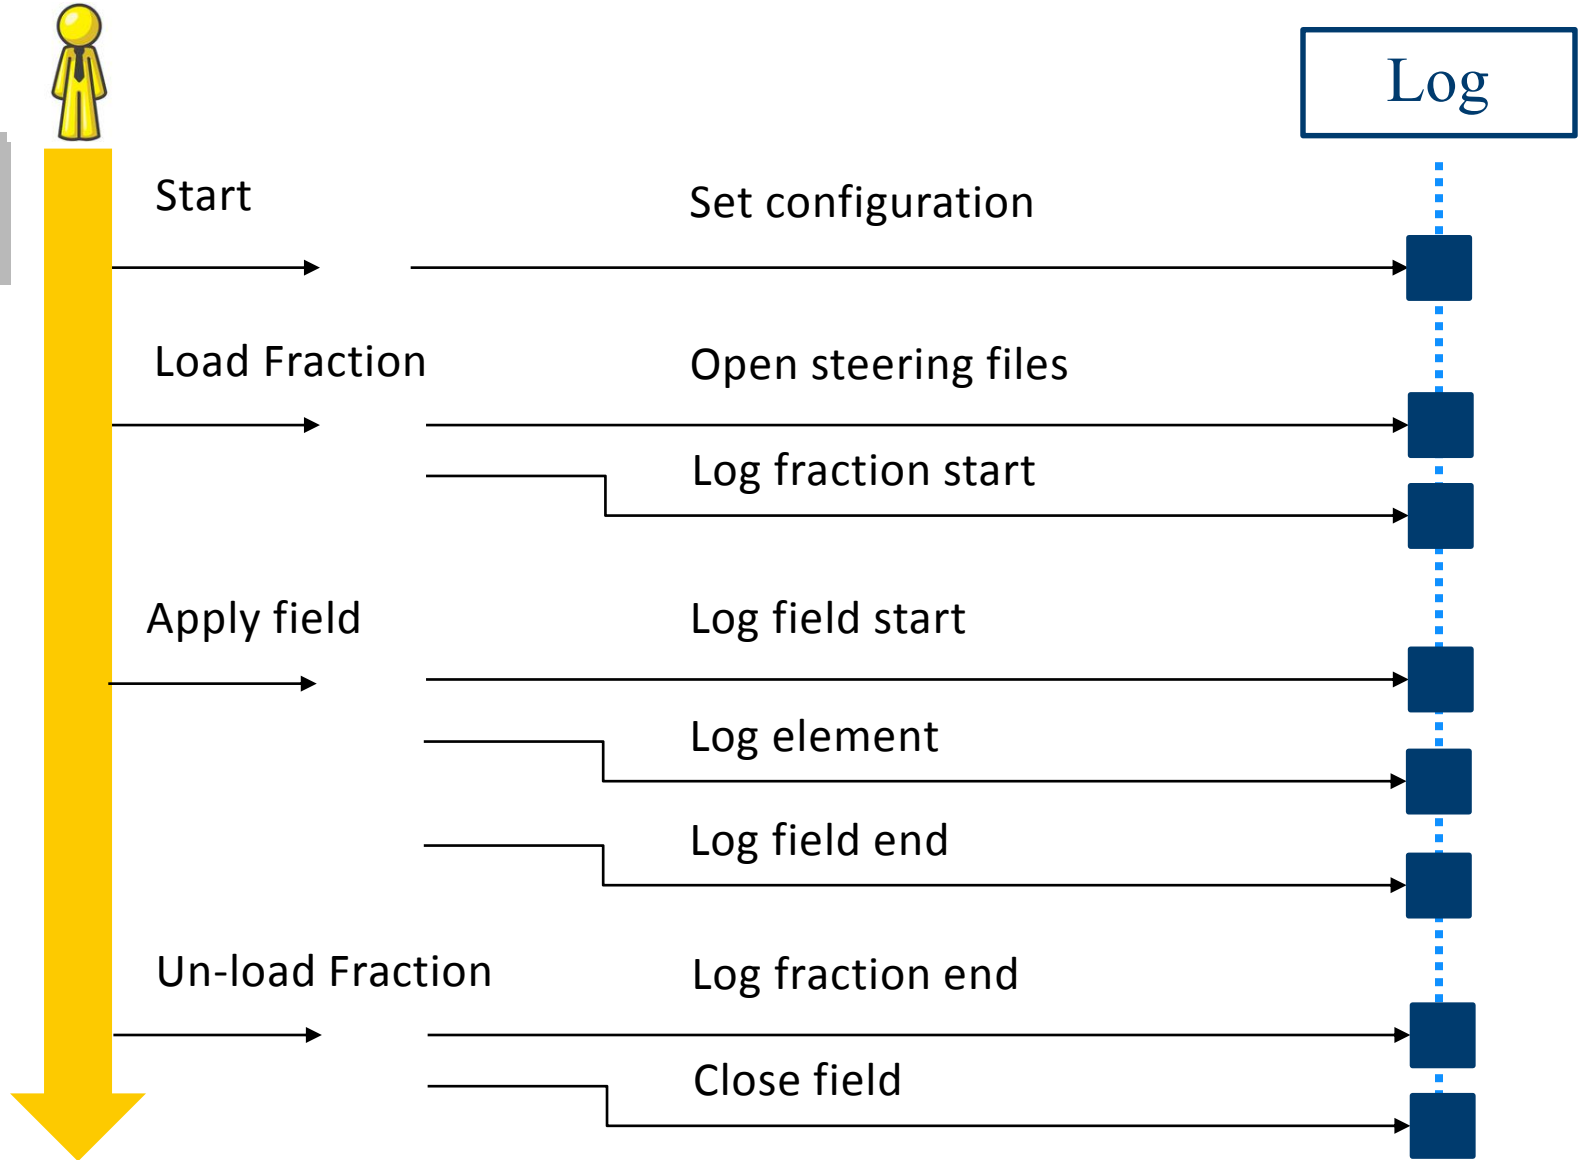 Log
Start
Set configuration
Load Fraction
Open steering files
Log fraction start
Apply field
Log field start
Log element
Log field end
Un-load Fraction
Log fraction end
Close field